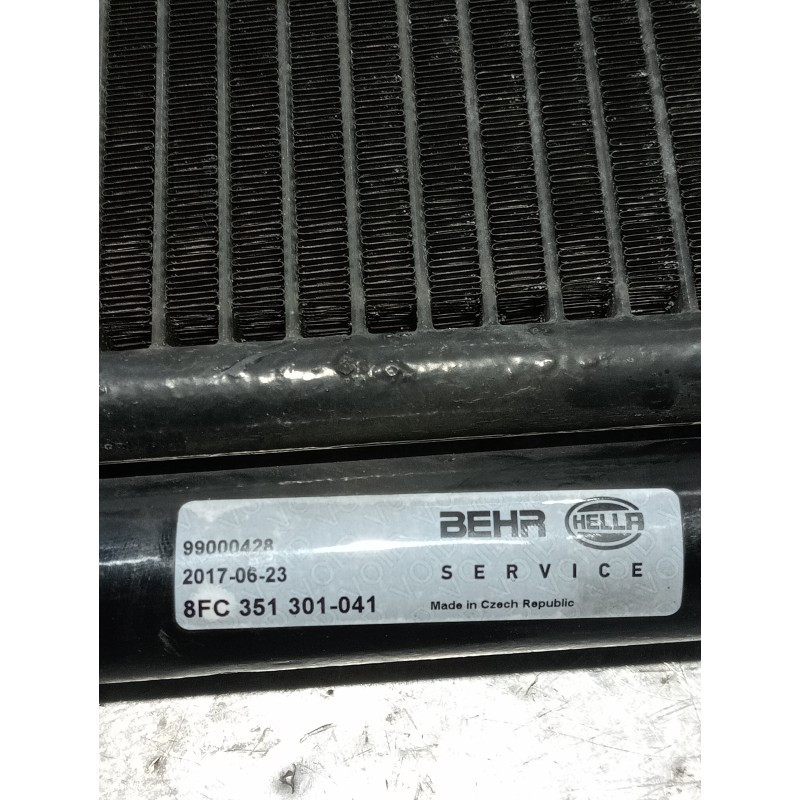 99000428
2017-06-23
8FC 351 301-041
BEHR HELLA
SERVICE
Made in Czech Republic